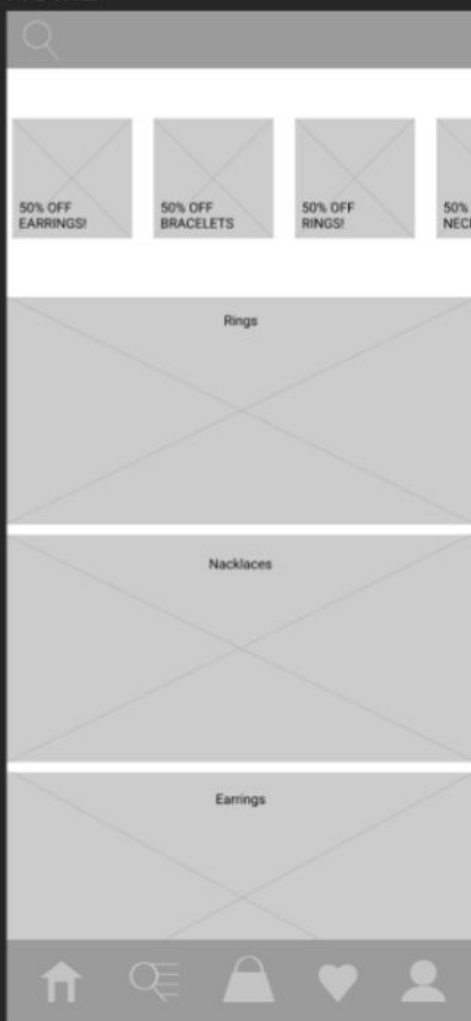 50% OFF
EARRINGS!
50% OFF
BRACELETS
50% OFF
RINGS!
50%
Rings
Nacklaces
Earrings